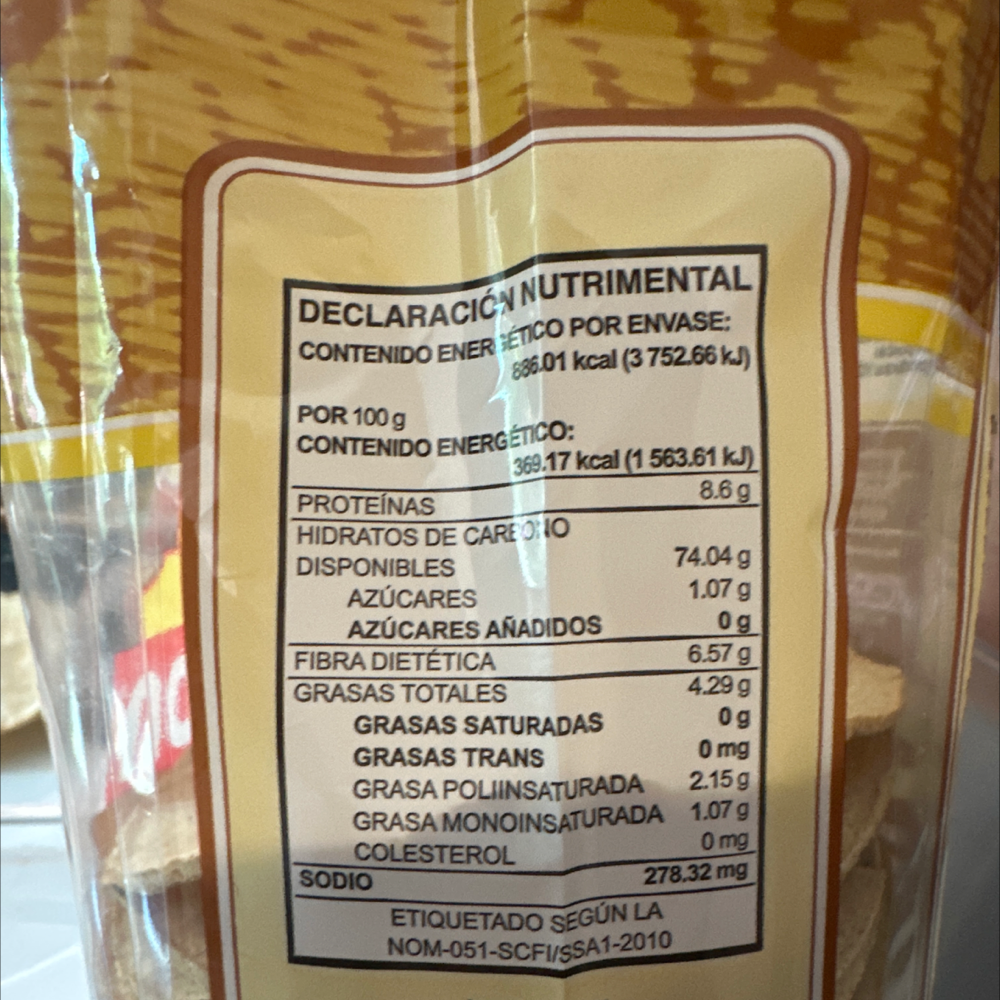 DECLARACIÓN NUTRIMENTAL
CONTENIDO ENERGÉTICO POR ENVASE:
886.01 kcal (3 752.66 kJ)
POR 100 g
CONTENIDO ENERGÉTICO:
369.17 kcal (1 563.61 kJ)
PROTEÍNAS 8.6 g
HIDRATOS DE CARBONO
DISPONIBLES 74.04 g
AZÚCARES 1.07 g
AZÚCARES AÑADIDOS 0 g
FIBRA DIETÉTICA 6.57 g
GRASAS TOTALES 4.29 g
GRASAS SATURADAS 0 g
GRASAS TRANS 0 mg
GRASA POLIINSATURADA 2.15 g
GRASA MONOINSATURADA 1.07 g
COLESTEROL 0 mg
SODIO 278.32 mg
ETIQUETADO SEGÚN LA
NOM-051-SCFI/SSA1-2010